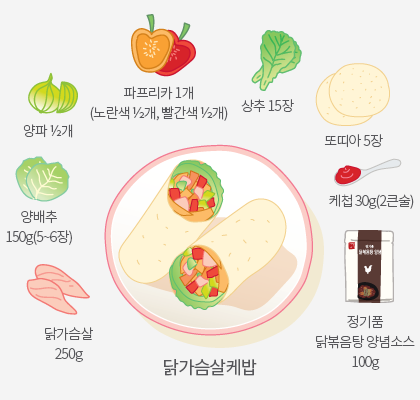 파프리카 1개
(노란색 ½개, 빨간색 ½개)
상추 15장
양파 ½개
또띠아 5장
케첩 30g(2큰술)
양배추
150g(5~6장)
닭가슴살
250g
정기품
닭볶음탕 양념소스
100g
닭가슴살케밥